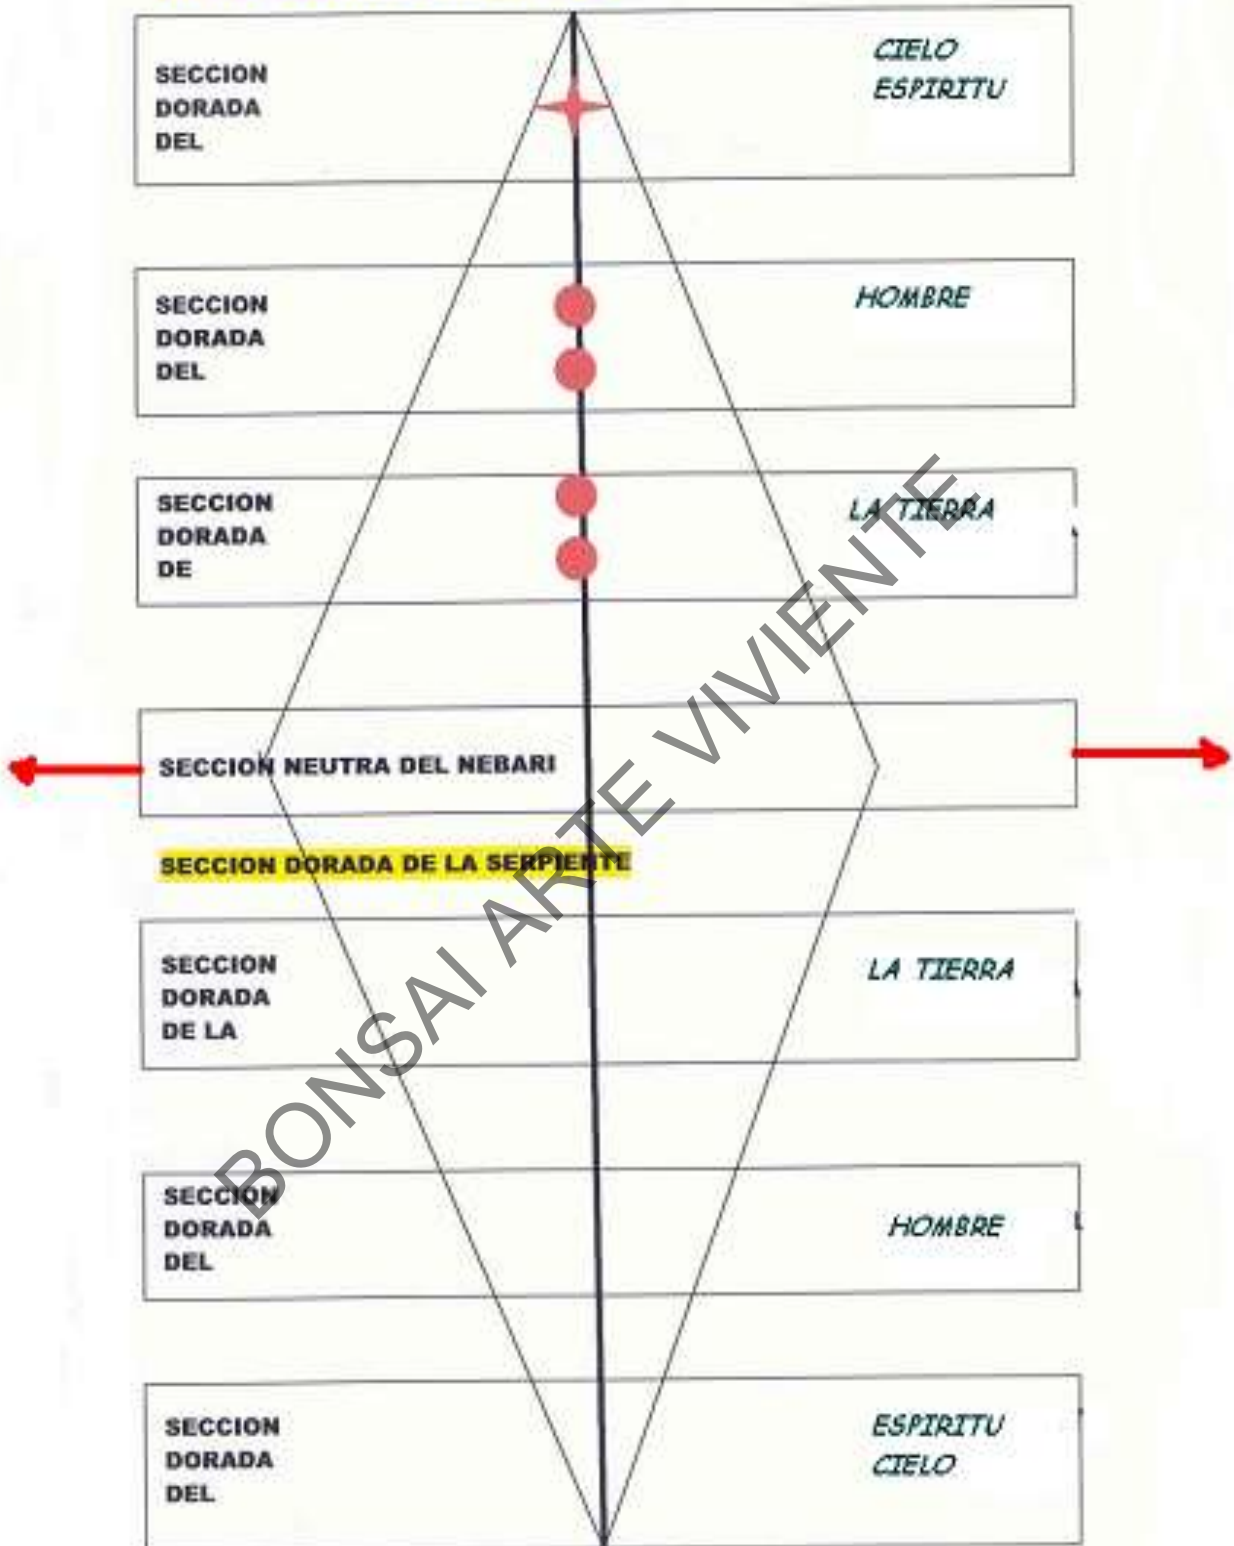 SECCION
DORADA
DEL
CIELO
ESPIRITU
SECCION
DORADA
DEL
HOMBRE
SECCION
DORADA
DE
LA TIERRA
SECCION NEUTRA DEL NEBARI
SECCION DORADA DE LA SERPIENTE
SECCION
DORADA
DE LA
LA TIERRA
SECCION
DORADA
DEL
HOMBRE
SECCION
DORADA
DEL
ESPIRITU
CIELO
BONSAI ARTE VIVIENTE.